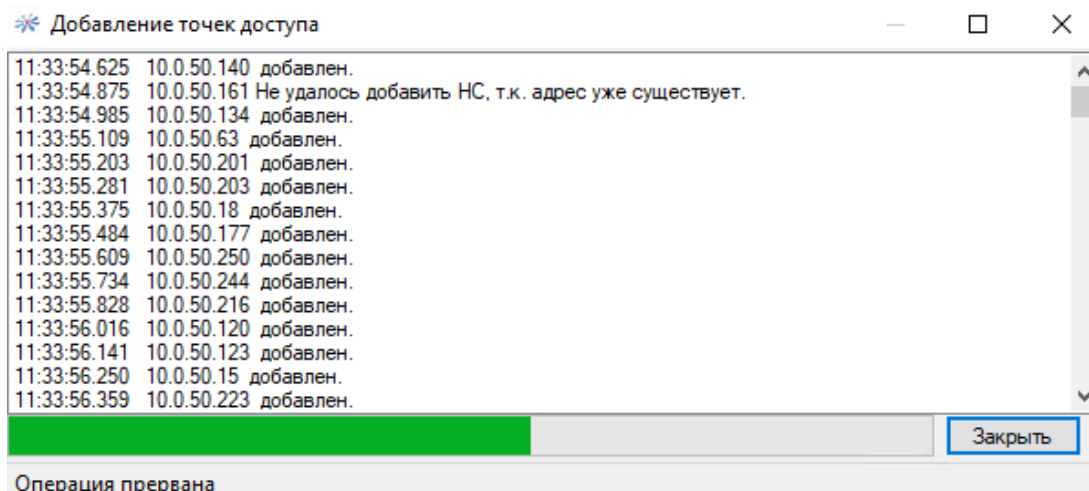 Добавление точек доступа
11:33:54.625 10.0.50.140 добавлен.
11:33:54.875 10.0.50.161 Не удалось добавить НС, т.к. адрес уже существует.
11:33:54.985 10.0.50.134 добавлен.
11:33:55.109 10.0.50.63 добавлен.
11:33:55.203 10.0.50.201 добавлен.
11:33:55.281 10.0.50.203 добавлен.
11:33:55.375 10.0.50.18 добавлен.
11:33:55.484 10.0.50.177 добавлен.
11:33:55.609 10.0.50.250 добавлен.
11:33:55.734 10.0.50.244 добавлен.
11:33:55.828 10.0.50.216 добавлен.
11:33:56.016 10.0.50.120 добавлен.
11:33:56.141 10.0.50.123 добавлен.
11:33:56.250 10.0.50.15 добавлен.
11:33:56.359 10.0.50.223 добавлен.
Закрыть
Операция прервана